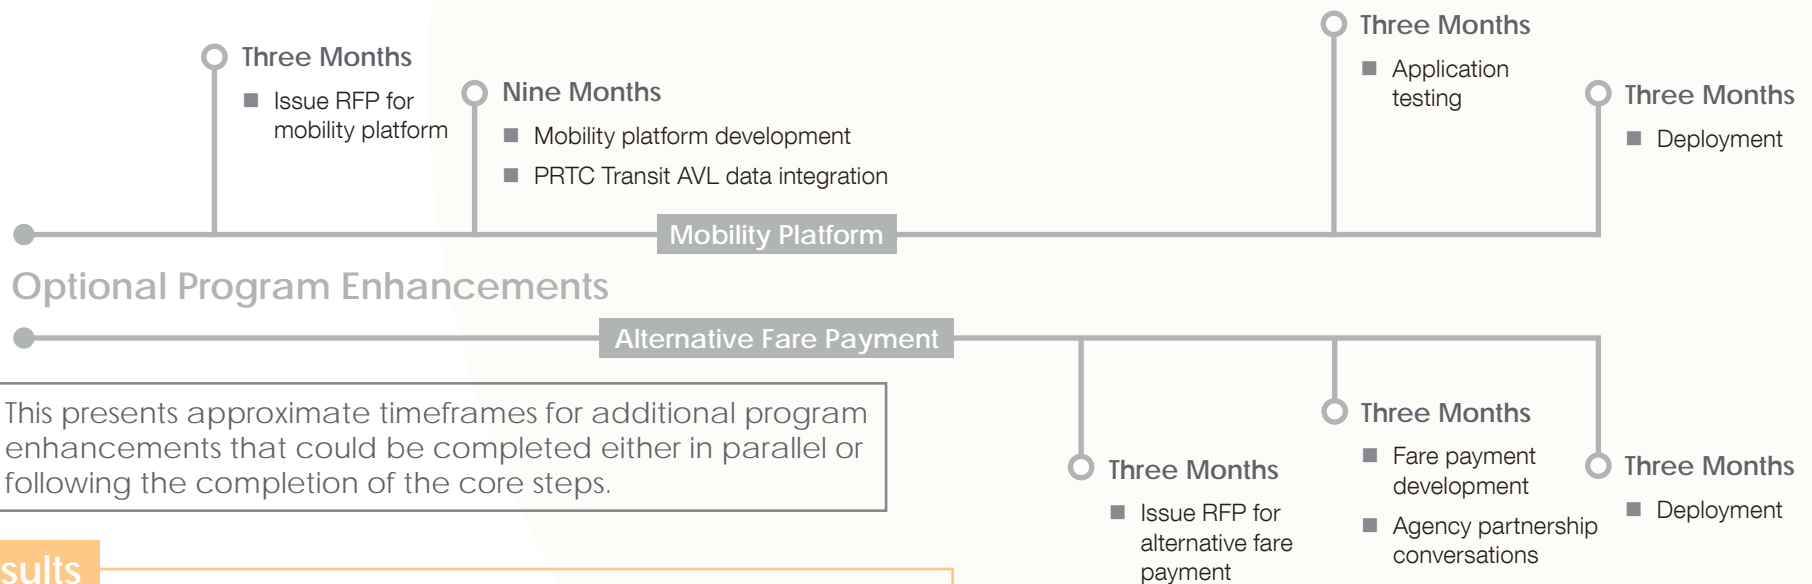 Three Months
Issue RFP for
mobility platform
Nine Months
Mobility platform development
PRTC Transit AVL data integration
Three Months
Application
testing
Three Months
Deployment
Mobility Platform
Optional Program Enhancements
Alternative Fare Payment
This presents approximate timeframes for additional program
enhancements that could be completed either in parallel or
following the completion of the core steps.
Three Months
Issue RFP for
alternative fare
payment
Three Months
Fare payment
development
Agency partnership
conversations
Three Months
Deployment
sults